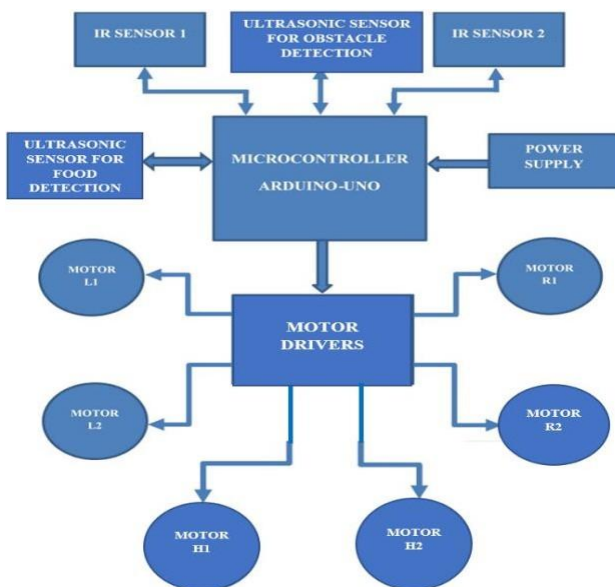 IR SENSOR 1
ULTRASONIC SENSOR
FOR OBSTACLE
DETECTION
IR SENSOR 2
ULTRASONIC
SENSOR FOR
FOOD
DETECTION
MICROCONTROLLER
ARDUINO-UNO
POWER
SUPPLY
MOTOR
L1
MOTOR
R1
MOTOR
DRIVERS
MOTOR
L2
MOTOR
R2
MOTOR
H1
MOTOR
H2